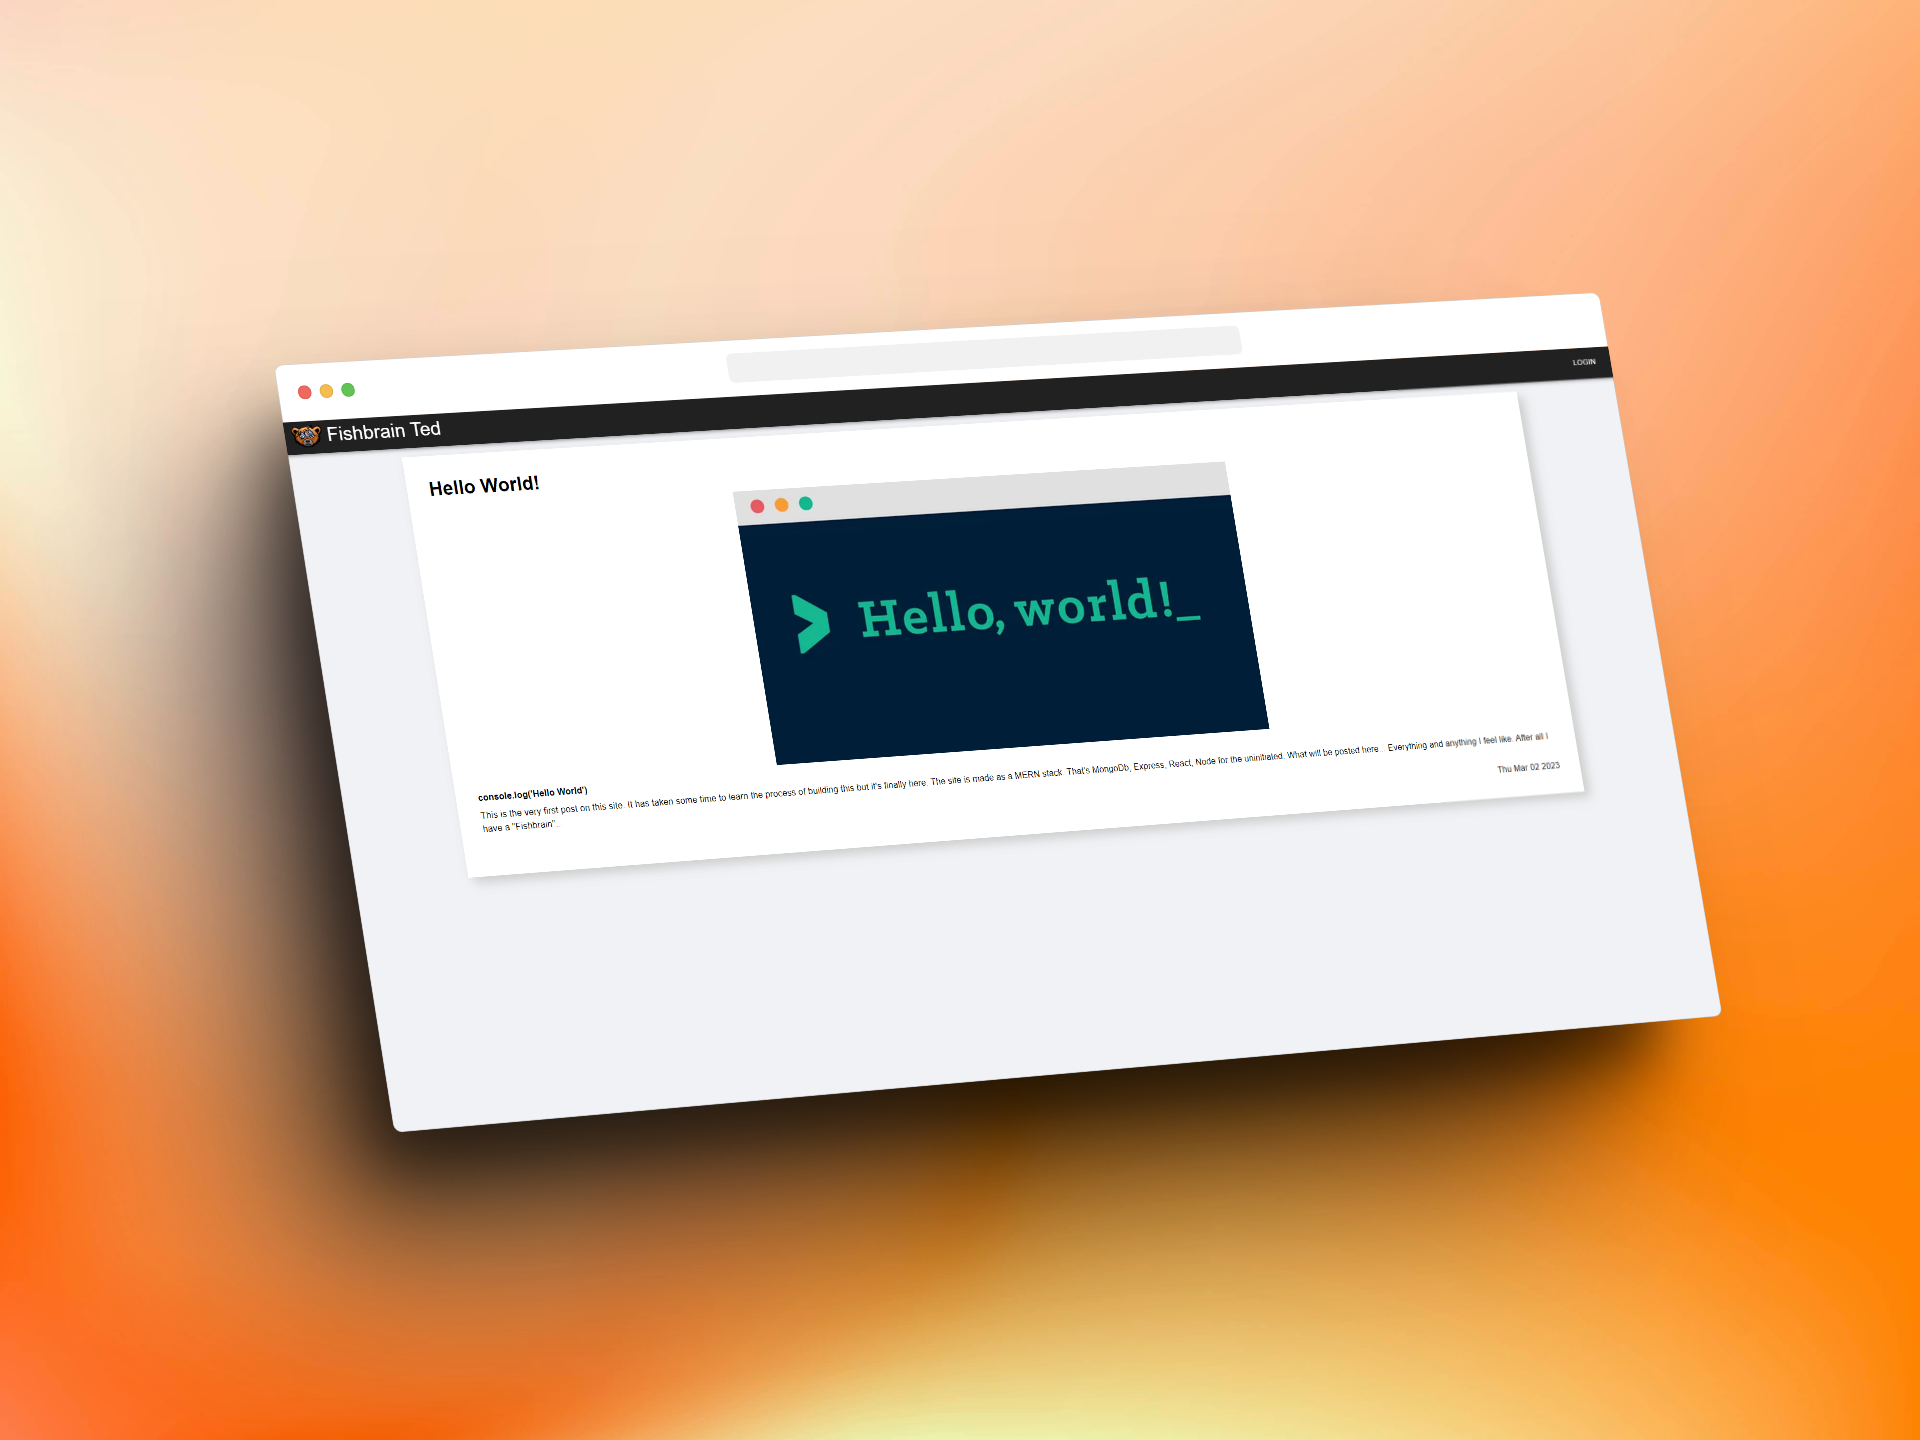 LOGIN
Fishbrain Ted
Hello World!
Hello, world!_
console.log('Hello World')
This is the very first post on this site. It has taken some time to learn the process of building this but it's finally here. The site is made as a MERN stack. That's MongoDb, Express, React, Node for the uninitiated. What will be posted here... Everything and anything I feel like. After all I
have a "Fishbrain"..
Thu Mar 02 2023